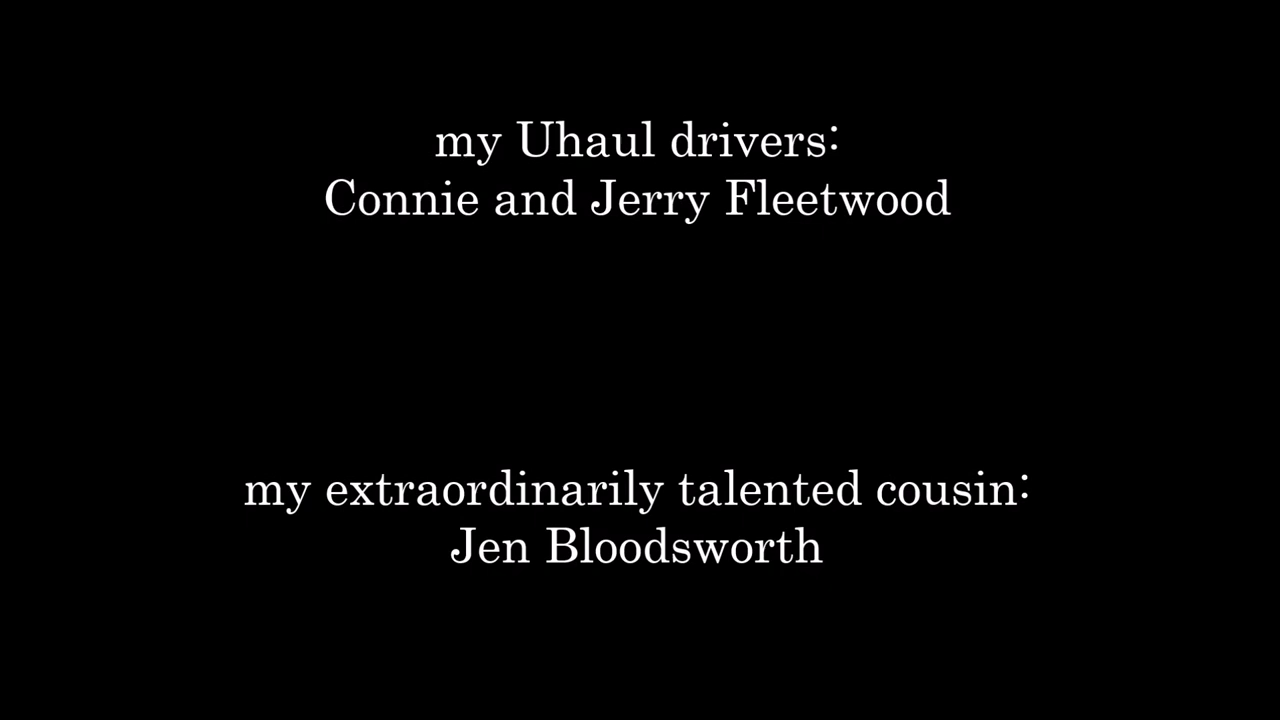 my Uhaul drivers:
Connie and Jerry Fleetwood
my extraordinarily talented cousin:
Jen Bloodsworth